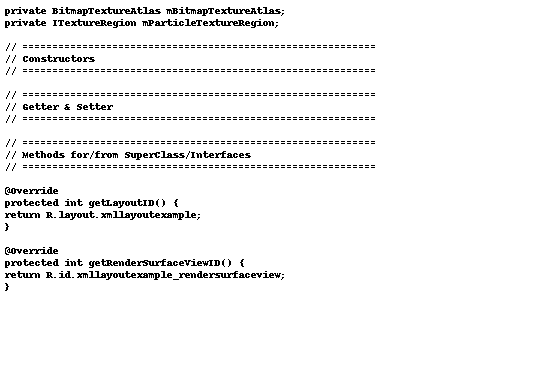 private BitmapTextureAtlas mBitmapTextureAtlas;
private ITextureRegion mParticleTextureRegion;
// ===========================================================
// Constructors
// ===========================================================
// ===========================================================
// Getter & Setter
// ===========================================================
// ===========================================================
// Methods for/from SuperClass/Interfaces
// ===========================================================
@Override
protected int getLayoutID() {
return R.layout.xmllayoutexample;
}
@Override
protected int getRenderSurfaceViewID() {
return R.id.xmllayoutexample_rendersurfaceview;
}